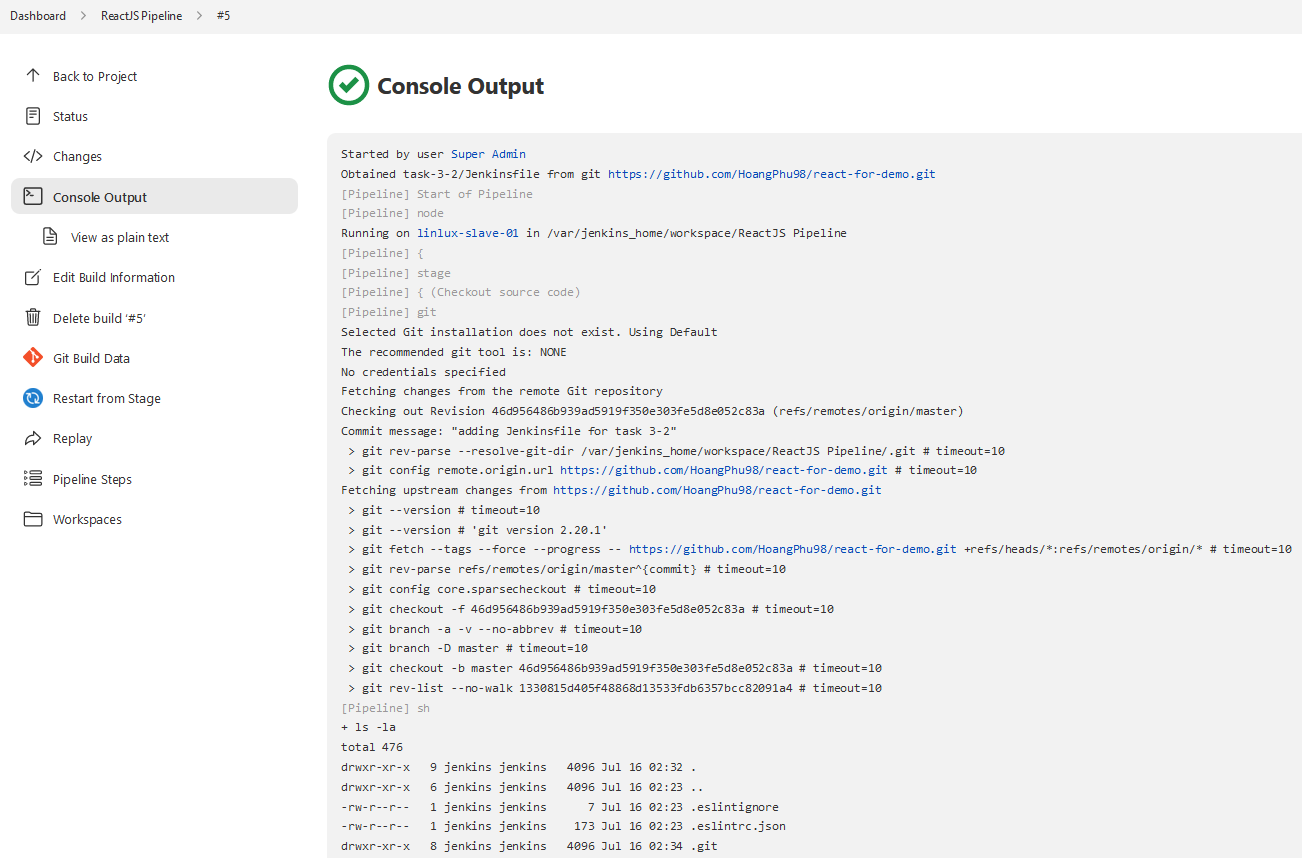 Dashboard > ReactJS Pipeline > #5
Back to Project
Status
Changes
Console Output
View as plain text
Edit Build Information
Delete build ‘#5’
Git Build Data
Restart from Stage
Replay
Pipeline Steps
Workspaces
Console Output
Started by user Super Admin
Obtained task-3-2/Jenkinsfile from git https://github.com/HoangPhu98/react-for-demo.git
[Pipeline] Start of Pipeline
[Pipeline] node
Running on linlux-slave-01 in /var/jenkins_home/workspace/ReactJS Pipeline
[Pipeline] {
[Pipeline] stage
[Pipeline] { (Checkout source code)
[Pipeline] git
Selected Git installation does not exist. Using Default
The recommended git tool is: NONE
No credentials specified
Fetching changes from the remote Git repository
Checking out Revision 46d956486b939ad5919f350e303fe5d8e052c83a (refs/remotes/origin/master)
Commit message: "adding Jenkinsfile for task 3-2"
 > git rev-parse --resolve-git-dir /var/jenkins_home/workspace/ReactJS Pipeline/.git # timeout=10
 > git config remote.origin.url https://github.com/HoangPhu98/react-for-demo.git # timeout=10
Fetching upstream changes from https://github.com/HoangPhu98/react-for-demo.git
 > git --version # timeout=10
 > git --version # 'git version 2.20.1'
 > git fetch --tags --force --progress -- https://github.com/HoangPhu98/react-for-demo.git +refs/heads/*:refs/remotes/origin/* # timeout=10
 > git rev-parse refs/remotes/origin/master^{commit} # timeout=10
 > git config core.sparsecheckout # timeout=10
 > git checkout -f 46d956486b939ad5919f350e303fe5d8e052c83a # timeout=10
 > git branch -a -v --no-abbrev # timeout=10
 > git branch -D master # timeout=10
 > git checkout -b master 46d956486b939ad5919f350e303fe5d8e052c83a # timeout=10
 > git rev-list --no-walk 1330815d405f48868d13533fdb6357bcc82091a4 # timeout=10
[Pipeline] sh
+ ls -la
total 476
drwxr-xr-x   9 jenkins jenkins   4096 Jul 16 02:32 .
drwxr-xr-x   6 jenkins jenkins   4096 Jul 16 02:23 ..
-rw-r--r--   1 jenkins jenkins      7 Jul 16 02:23 .eslintignore
-rw-r--r--   1 jenkins jenkins    173 Jul 16 02:23 .eslintrc.json
drwxr-xr-x   8 jenkins jenkins   4096 Jul 16 02:34 .git